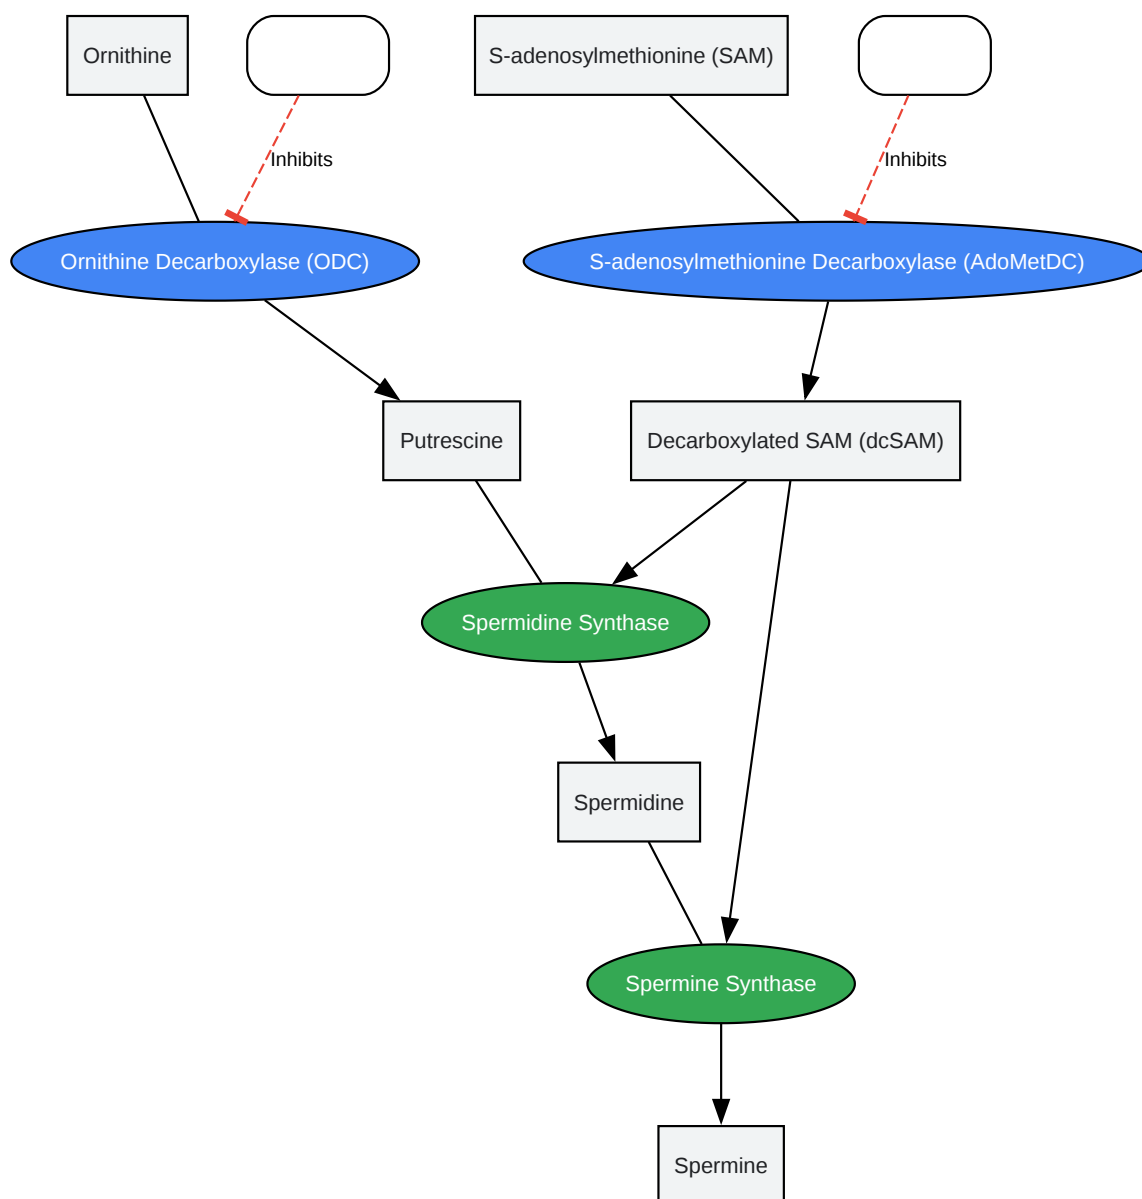 Ornithine
S-adenosylmethionine (SAM)
Inhibits
Inhibits
Ornithine Decarboxylase (ODC)
S-adenosylmethionine Decarboxylase (AdoMetDC)
Putrescine
Decarboxylated SAM (dcSAM)
Spermidine Synthase
Spermidine
Spermine Synthase
Spermine